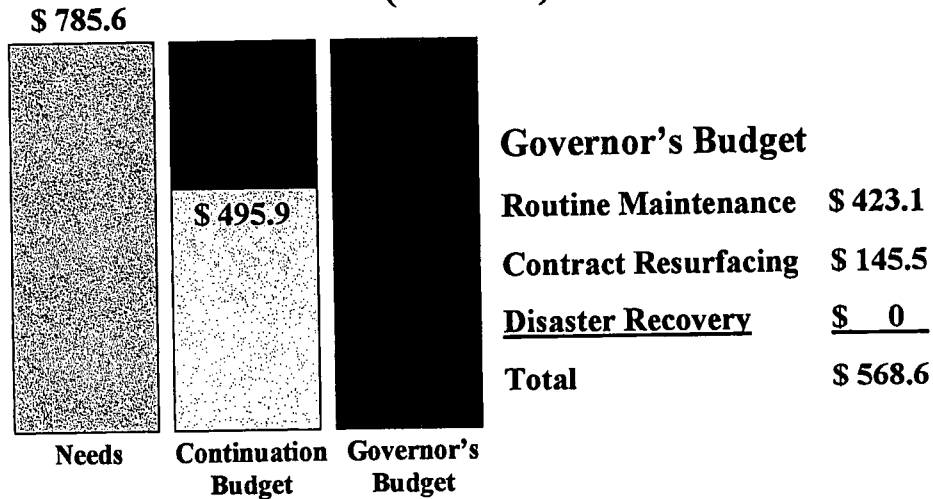 $ 785.6
$ 495.9
Needs
Continuation Budget
Governor's Budget
Governor's Budget
Routine Maintenance $ 423.1
Contract Resurfacing $ 145.5
Disaster Recovery $ 0
Total $ 568.6